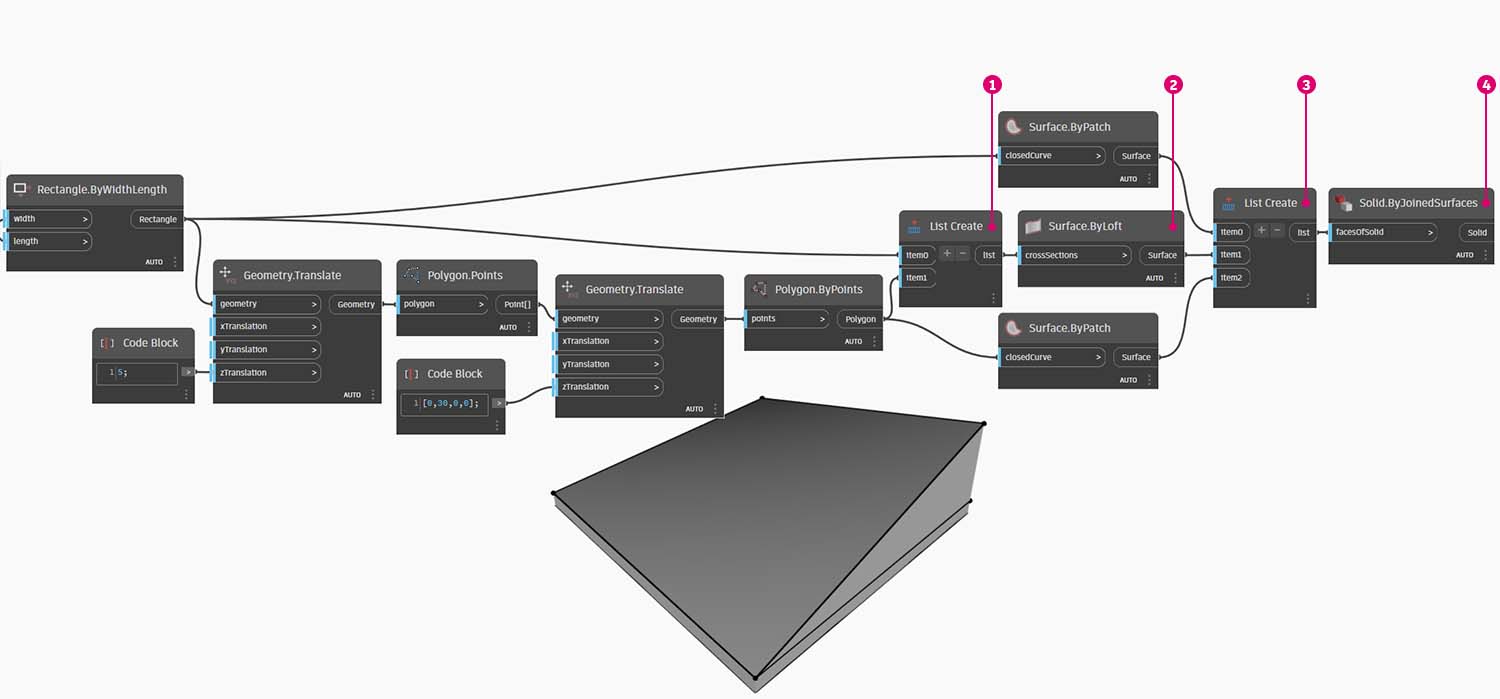 1
2
3
4
Rectangle.ByWidthLength
width >
Rectangle
length >
AUTO
Code Block
1 5;
>
Geometry.Translate
geometry >
Geometry
xTranslation >
yTranslation >
zTranslation >
AUTO
Polygon.Points
polygon >
Point[]
AUTO
Code Block
1 [0,30,0,0];
>
Geometry.Translate
geometry >
Geometry
xTranslation >
yTranslation >
zTranslation >
AUTO
Polygon.ByPoints
points >
Polygon
AUTO
List Create
item0 + − list
item1
Surface.ByPatch
closedCurve >
Surface
AUTO
Surface.ByLoft
crossSections >
Surface
AUTO
Surface.ByPatch
closedCurve >
Surface
AUTO
List Create
item0 + − list
item1
item2
Solid.ByJoinedSurfaces
facesOfSolid >
Solid
AUTO